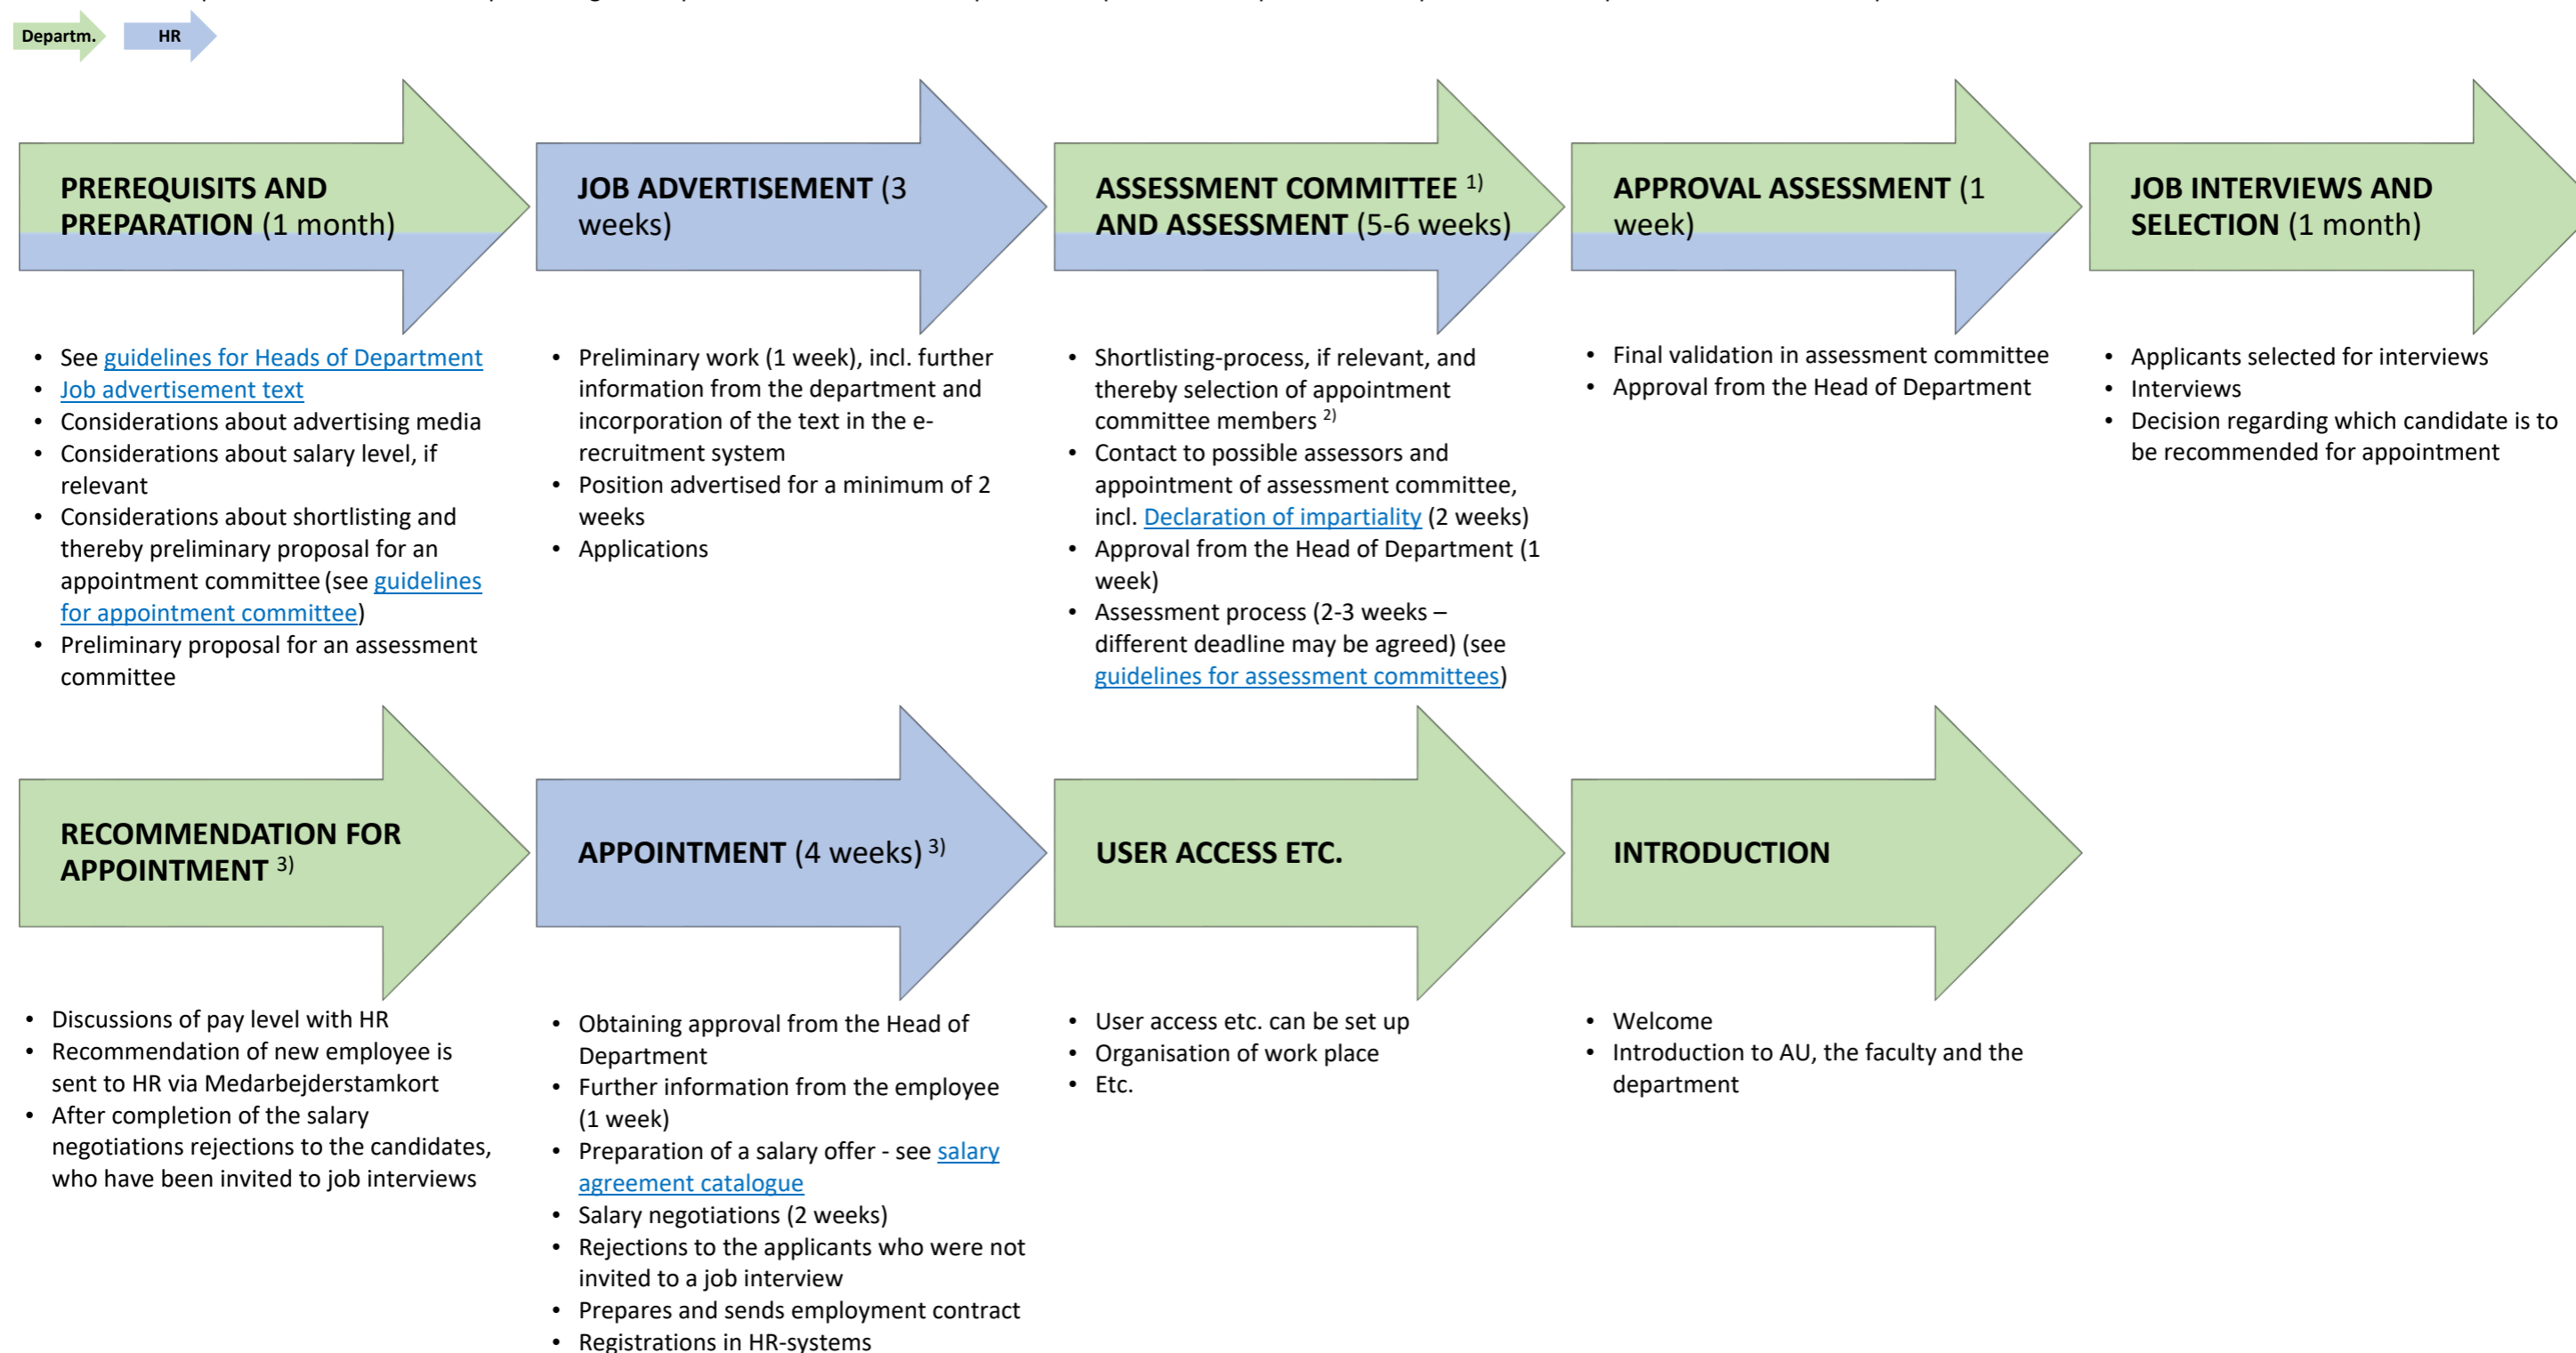 Departm.
HR
PREREQUISITS AND
PREPARATION (1 month)
JOB ADVERTISEMENT (3
weeks)
ASSESSMENT COMMITTEE 1)
AND ASSESSMENT (5-6 weeks)
APPROVAL ASSESSMENT (1
week)
JOB INTERVIEWS AND
SELECTION (1 month)
• See guidelines for Heads of Department
• Job advertisement text
• Considerations about advertising media
• Considerations about salary level, if
relevant
• Considerations about shortlisting and
thereby preliminary proposal for an
appointment committee (see guidelines
for appointment committee)
• Preliminary proposal for an assessment
committee
• Preliminary work (1 week), incl. further
information from the department and
incorporation of the text in the e-
recruitment system
• Position advertised for a minimum of 2
weeks
• Applications
• Shortlisting-process, if relevant, and
thereby selection of appointment
committee members 2)
• Contact to possible assessors and
appointment of assessment committee,
incl. Declaration of impartiality (2 weeks)
• Approval from the Head of Department (1
week)
• Assessment process (2-3 weeks –
different deadline may be agreed) (see
guidelines for assessment committees)
• Final validation in assessment committee
• Approval from the Head of Department
• Applicants selected for interviews
• Interviews
• Decision regarding which candidate is to
be recommended for appointment
RECOMMENDATION FOR
APPOINTMENT 3)
APPOINTMENT (4 weeks) 3)
USER ACCESS ETC.
INTRODUCTION
• Discussions of pay level with HR
• Recommendation of new employee is
sent to HR via Medarbejderstamkort
• After completion of the salary
negotiations rejections to the candidates,
who have been invited to job interviews
• Obtaining approval from the Head of
Department
• Further information from the employee
(1 week)
• Preparation of a salary offer - see salary
agreement catalogue
• Salary negotiations (2 weeks)
• Rejections to the applicants who were not
invited to a job interview
• Prepares and sends employment contract
• Registrations in HR-systems
• User access etc. can be set up
• Organisation of work place
• Etc.
• Welcome
• Introduction to AU, the faculty and the
department